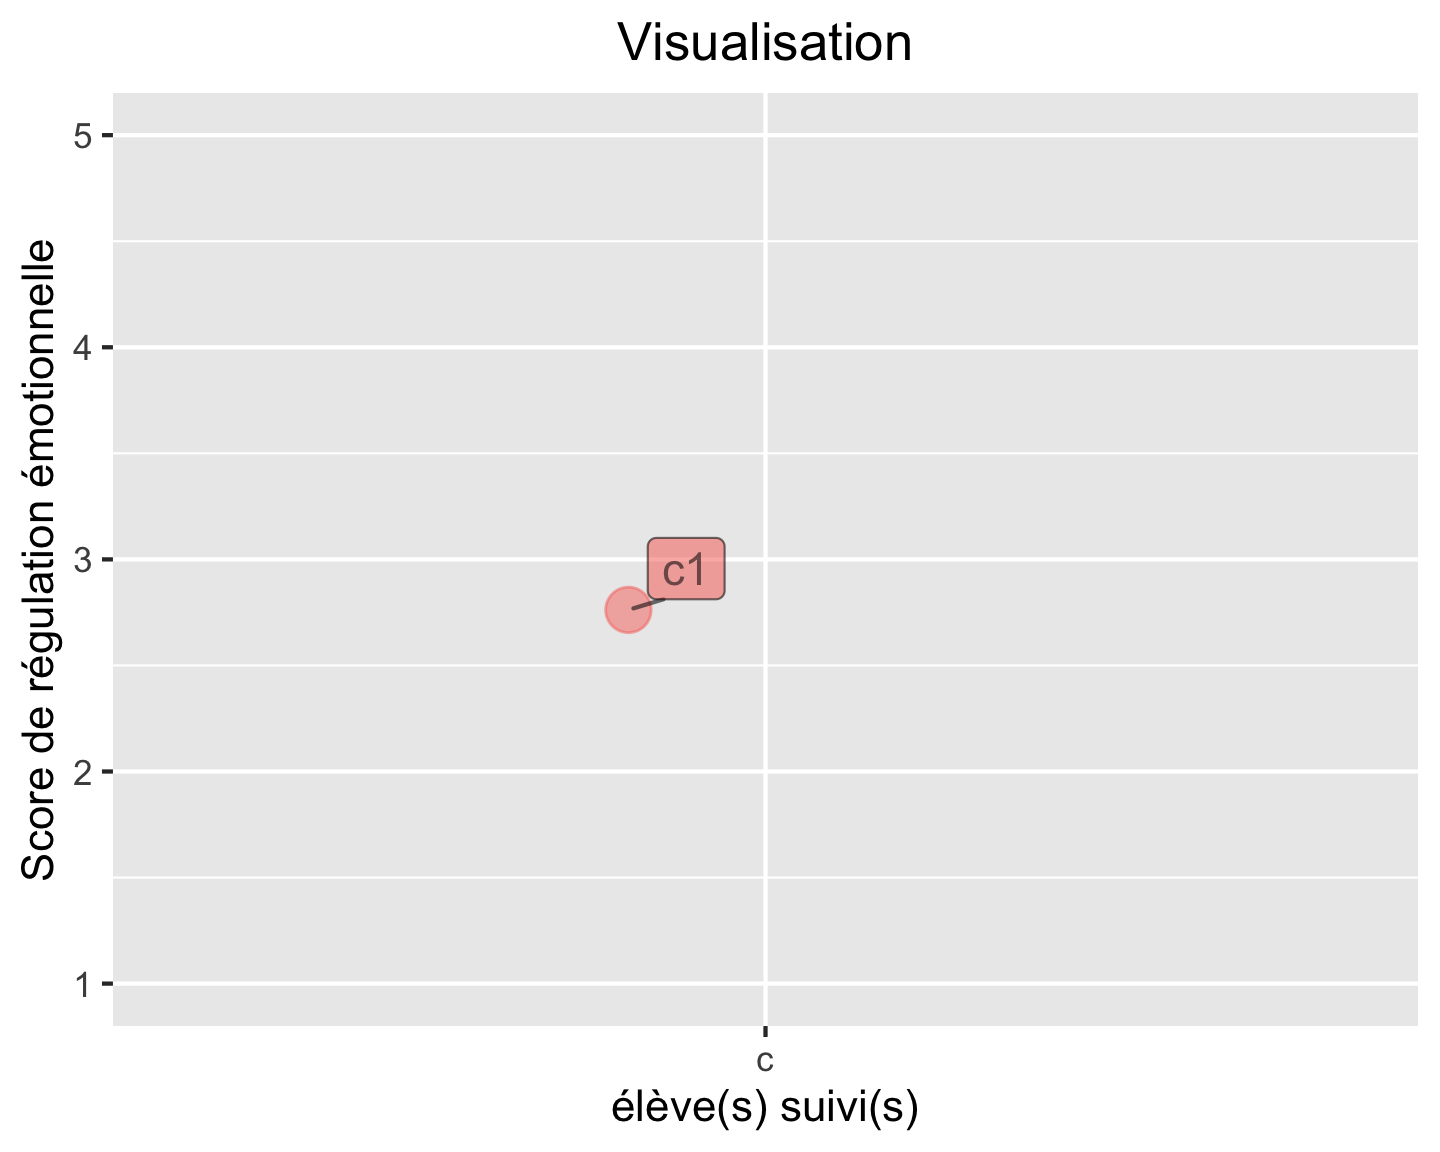 Visualisation
Score de régulation émotionnelle
5
4
3
2
1
c1
c
élève(s) suivi(s)